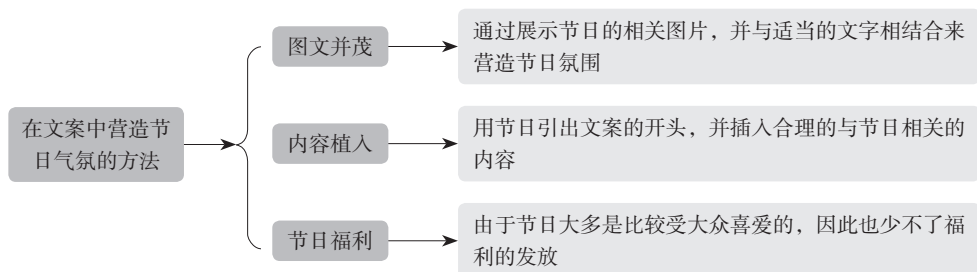 在文案中营造节
日气氛的方法
图文并茂
通过展示节日的相关图片，并与适当的文字相结合来
营造节日氛围
内容植入
用节日引出文案的开头，并插入合理的与节日相关的
内容
节日福利
由于节日大多是比较受大众喜爱的，因此也少不了福
利的发放